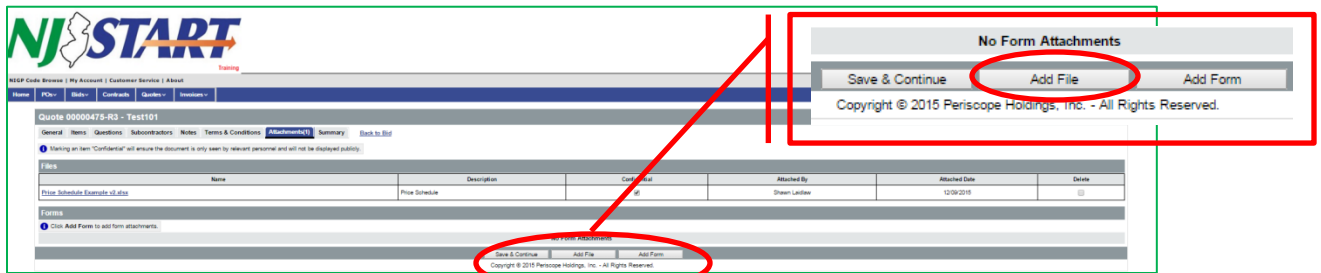 NJ START
Training
NIGP Code Browse | My Account | Customer Service | About
Home POs Bids Contracts Quotes Invoices
Quote 00000475-R3 - Test101
General Items Questions Subcontractors Notes Terms & Conditions Attachments(1) Summary Back to Bid
Marking an item "Confidential" will ensure the document is only seen by relevant personnel and will not be displayed publicly.
Files
Name Description Confidential Attached By Attached Date Delete
Price Schedule Example v2.xlsx Price Schedule Shawn Laidlaw 12/09/2015
Forms
Click Add Form to add form attachments.
No Form Attachments
Save & Continue Add File Add Form
Copyright © 2015 Periscope Holdings, Inc. - All Rights Reserved.
No Form Attachments
Save & Continue Add File Add Form
Copyright © 2015 Periscope Holdings, Inc. - All Rights Reserved.